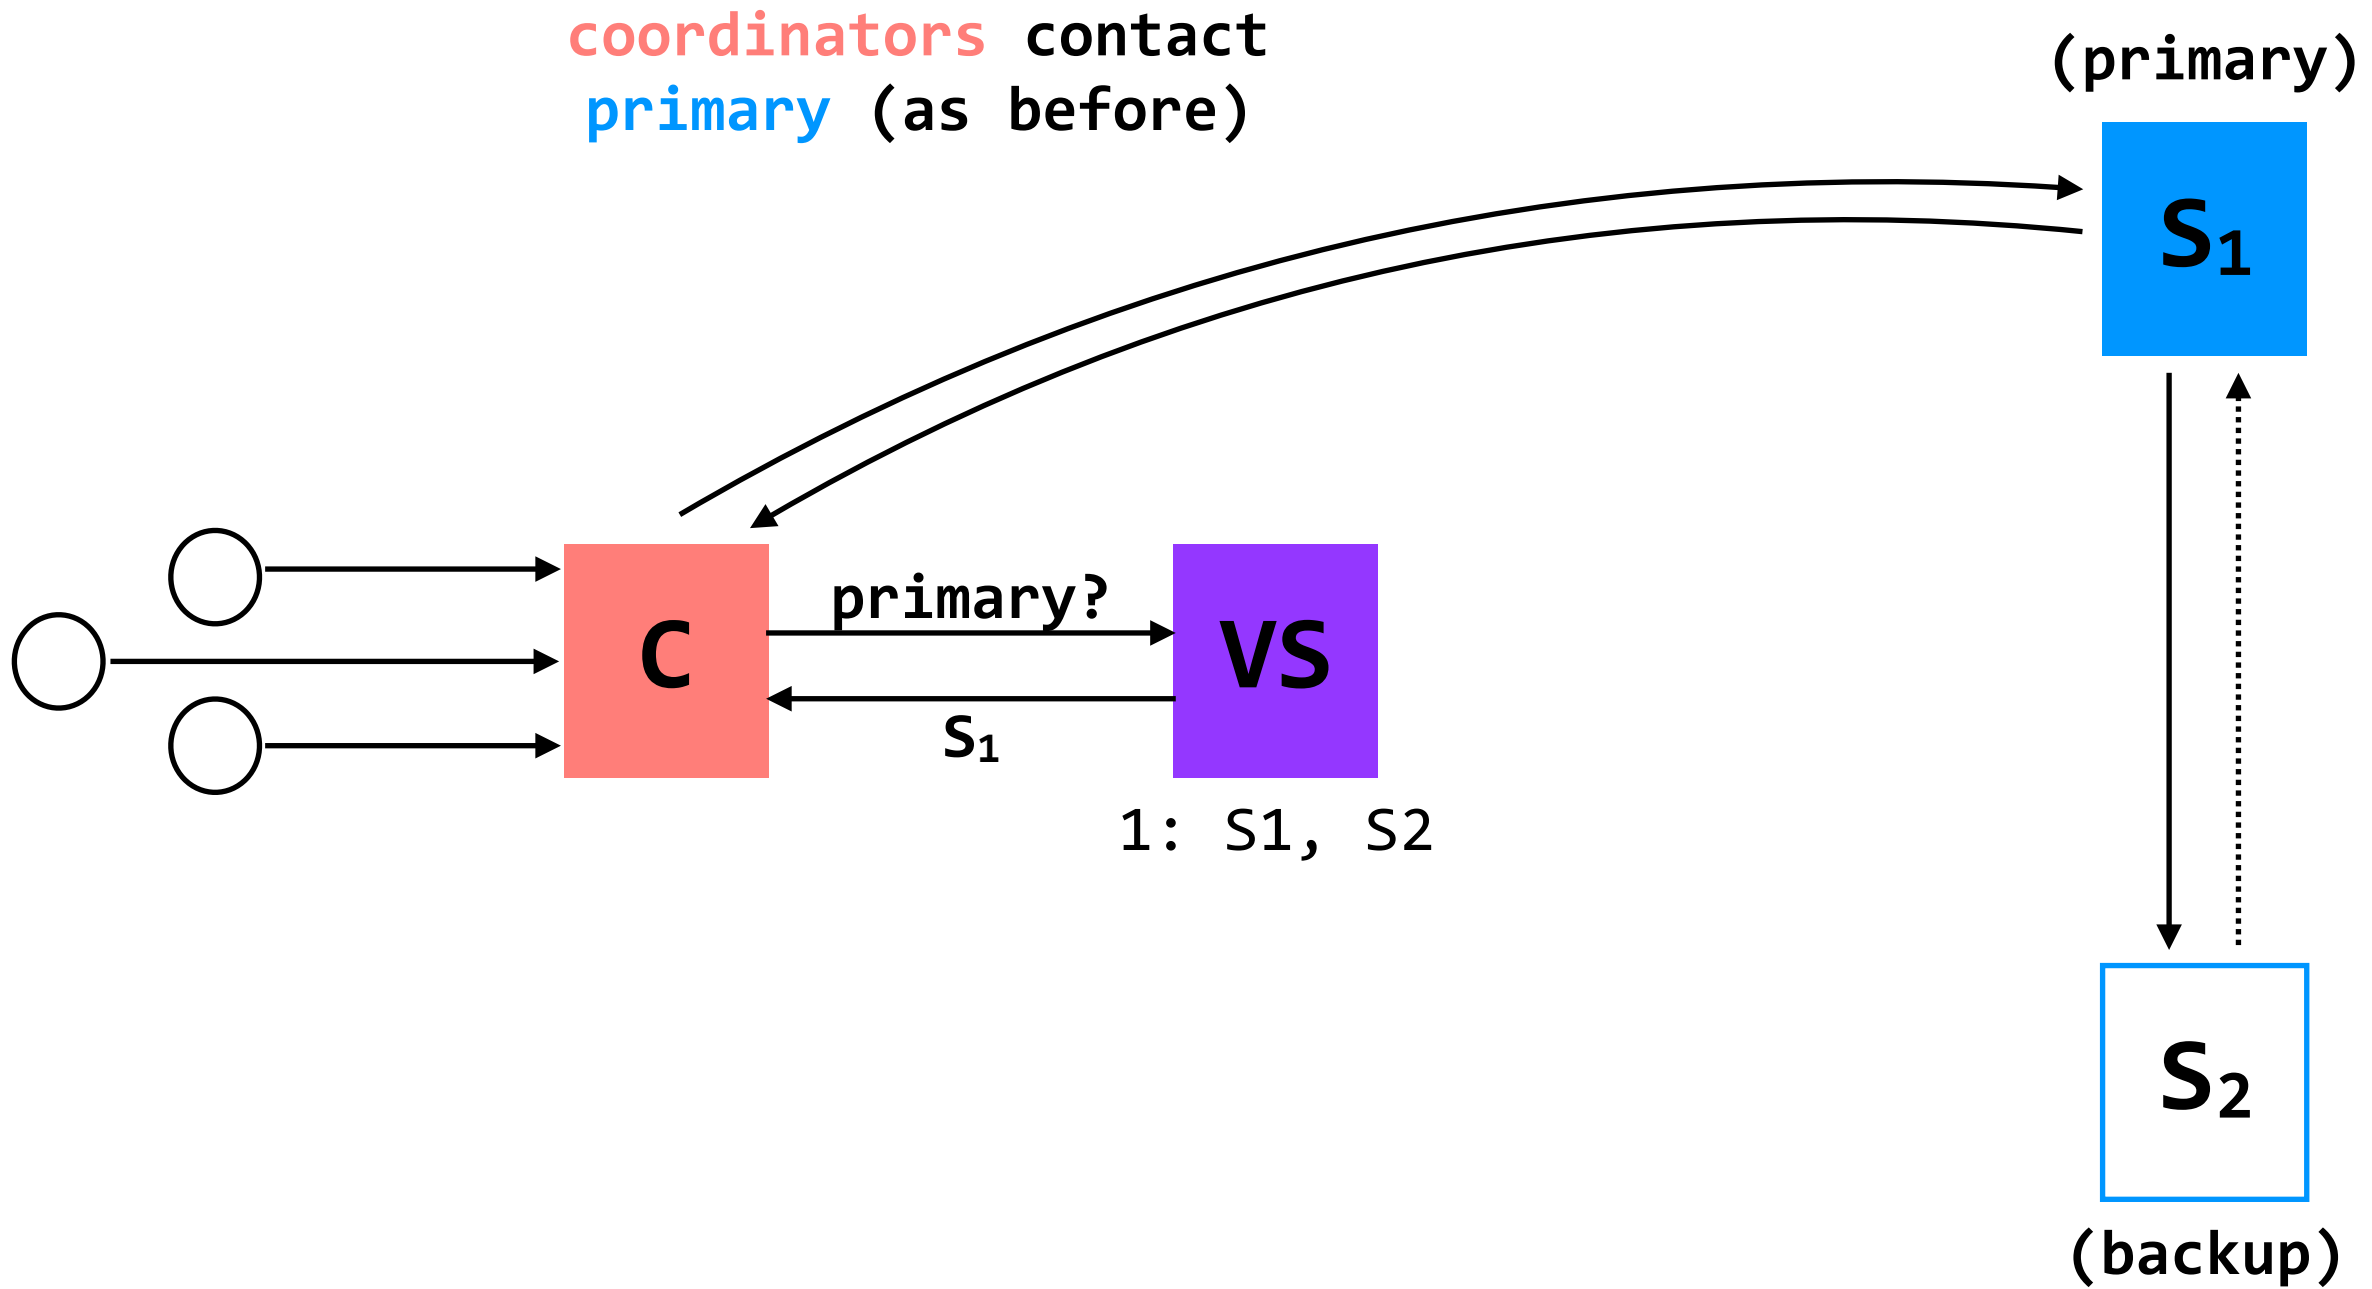 coordinators contact
primary (as before)
(primary)
S₁
C
primary?
S₁
VS
1: S1, S2
S₂
(backup)